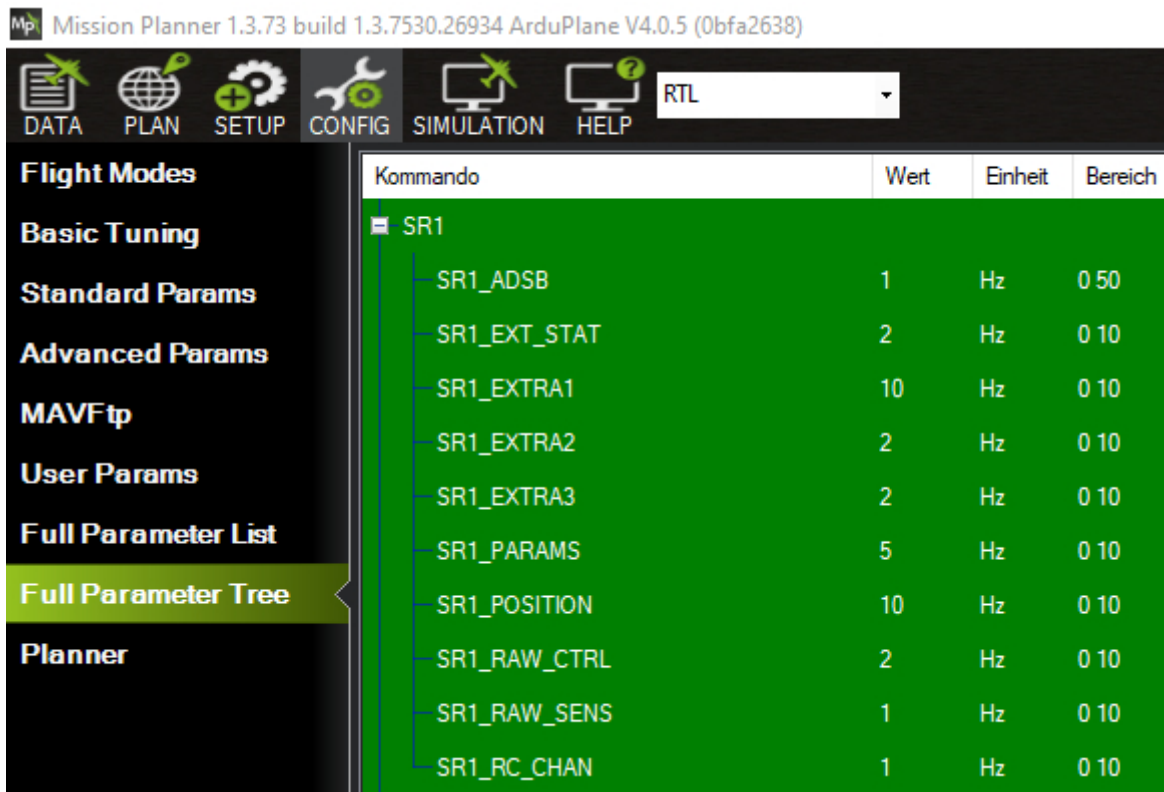 Mission Planner 1.3.73 build 1.3.7530.26934 ArduPlane V4.0.5 (0bfa2638)
DATA PLAN SETUP CONFIG SIMULATION HELP RTL
Flight Modes
Basic Tuning
Standard Params
Advanced Params
MAVFtp
User Params
Full Parameter List
Full Parameter Tree
Planner
Kommando Wert Einheit Bereich
SR1
SR1_ADSB 1 Hz 0 50
SR1_EXT_STAT 2 Hz 0 10
SR1_EXTRA1 10 Hz 0 10
SR1_EXTRA2 2 Hz 0 10
SR1_EXTRA3 2 Hz 0 10
SR1_PARAMS 5 Hz 0 10
SR1_POSITION 10 Hz 0 10
SR1_RAW_CTRL 2 Hz 0 10
SR1_RAW_SENS 1 Hz 0 10
SR1_RC_CHAN 1 Hz 0 10